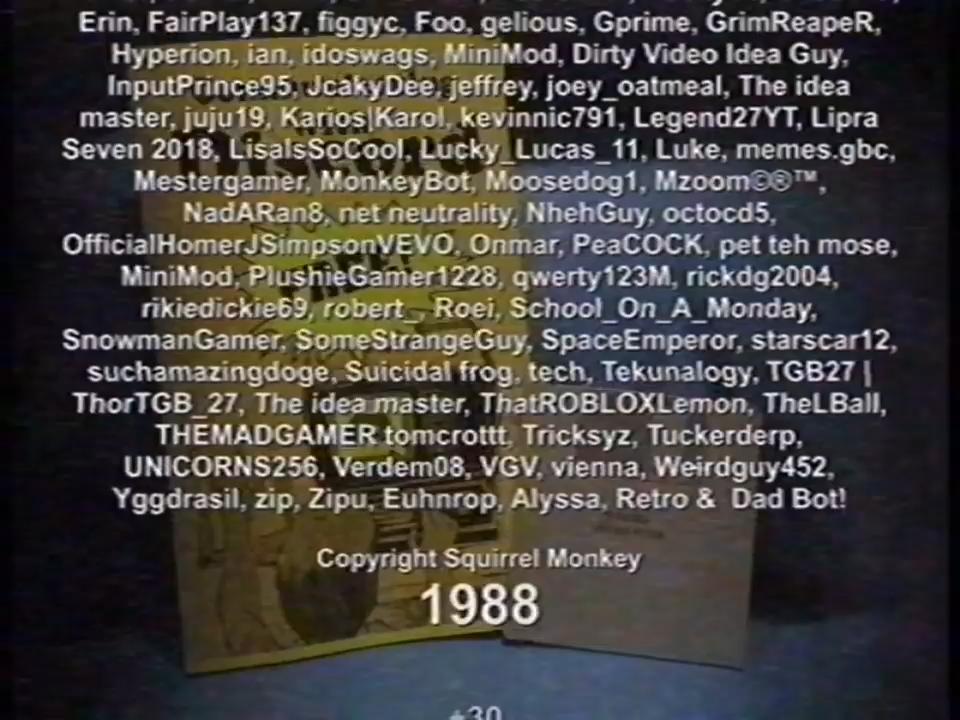 Erin, FairPlay137, figgyc, Foo, gelious, Gprime, GrimReapeR,
Hyperion, ian, idoswags, MiniMod, Dirty Video Idea Guy,
InputPrince95, JcakyDee, jeffrey, joey_oatmeal, The idea
master, juju19, Karios|Karol, kevinnic791, Legend27YT, Lipra
Seven 2018, LisaIsSoCool, Lucky_Lucas_11, Luke, memes.gbc,
Mestergamer, MonkeyBot, Moosedog1, Mzoom©®™,
NadARan8, net neutrality, NhehGuy, octocd5,
OfficialHomerJSimpsonVEVO, Onmar, PeaCOCK, pet teh mose,
MiniMod, PlushieGamer1228, qwerty123M, rickdg2004,
rikiedickie69, robert_, Roei, School_On_A_Monday,
SnowmanGamer, SomeStrangeGuy, SpaceEmperor, starscar12,
suchamazingdoge, Suicidal frog, tech, Tekunalogy, TGB27 |
ThorTGB_27, The idea master, ThatROBLOXLemon, TheLBall,
THEMADGAMER tomcrottt, Tricksyz, Tuckerderp,
UNICORNS256, Verdem08, VGV, vienna, Weirdguy452,
Yggdrasil, zip, Zipu, Euhnrop, Alyssa, Retro & Dad Bot!
Copyright Squirrel Monkey
1988